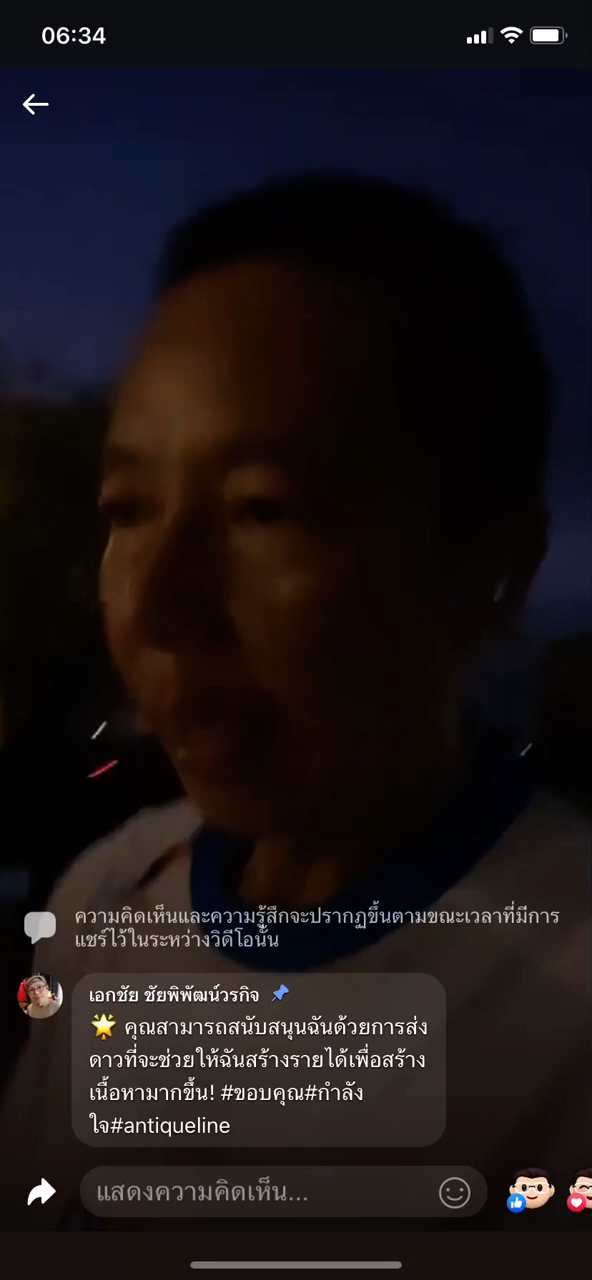 06:34
ความคิดเห็นและความรู้สึกจะปรากฏขึ้นตามขณะเวลาที่มีการ
แชร์ไว้ในระหว่างวิดีโอนั้น
เอกชัย ชัยพิพัฒน์วรกิจ
คุณสามารถสนับสนุนฉันด้วยการส่ง
ดาวที่จะช่วยให้ฉันสร้างรายได้เพื่อสร้าง
เนื้อหามากขึ้น! #ขอบคุณ#กำลัง
ใจ#antiqueline
แสดงความคิดเห็น...